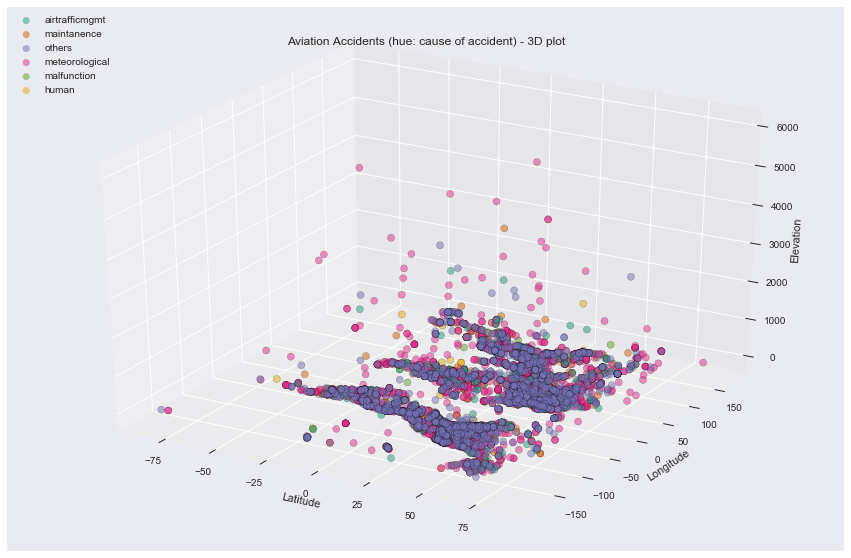 airtrafficmgmt
maintanence
others
meteorological
malfunction
human
Aviation Accidents (hue: cause of accident) - 3D plot
6000
5000
4000
3000
2000
1000
0
Elevation
150
100
50
0
−50
−100
−150
Longitude
−75
−50
−25
0
25
50
75
Latitude